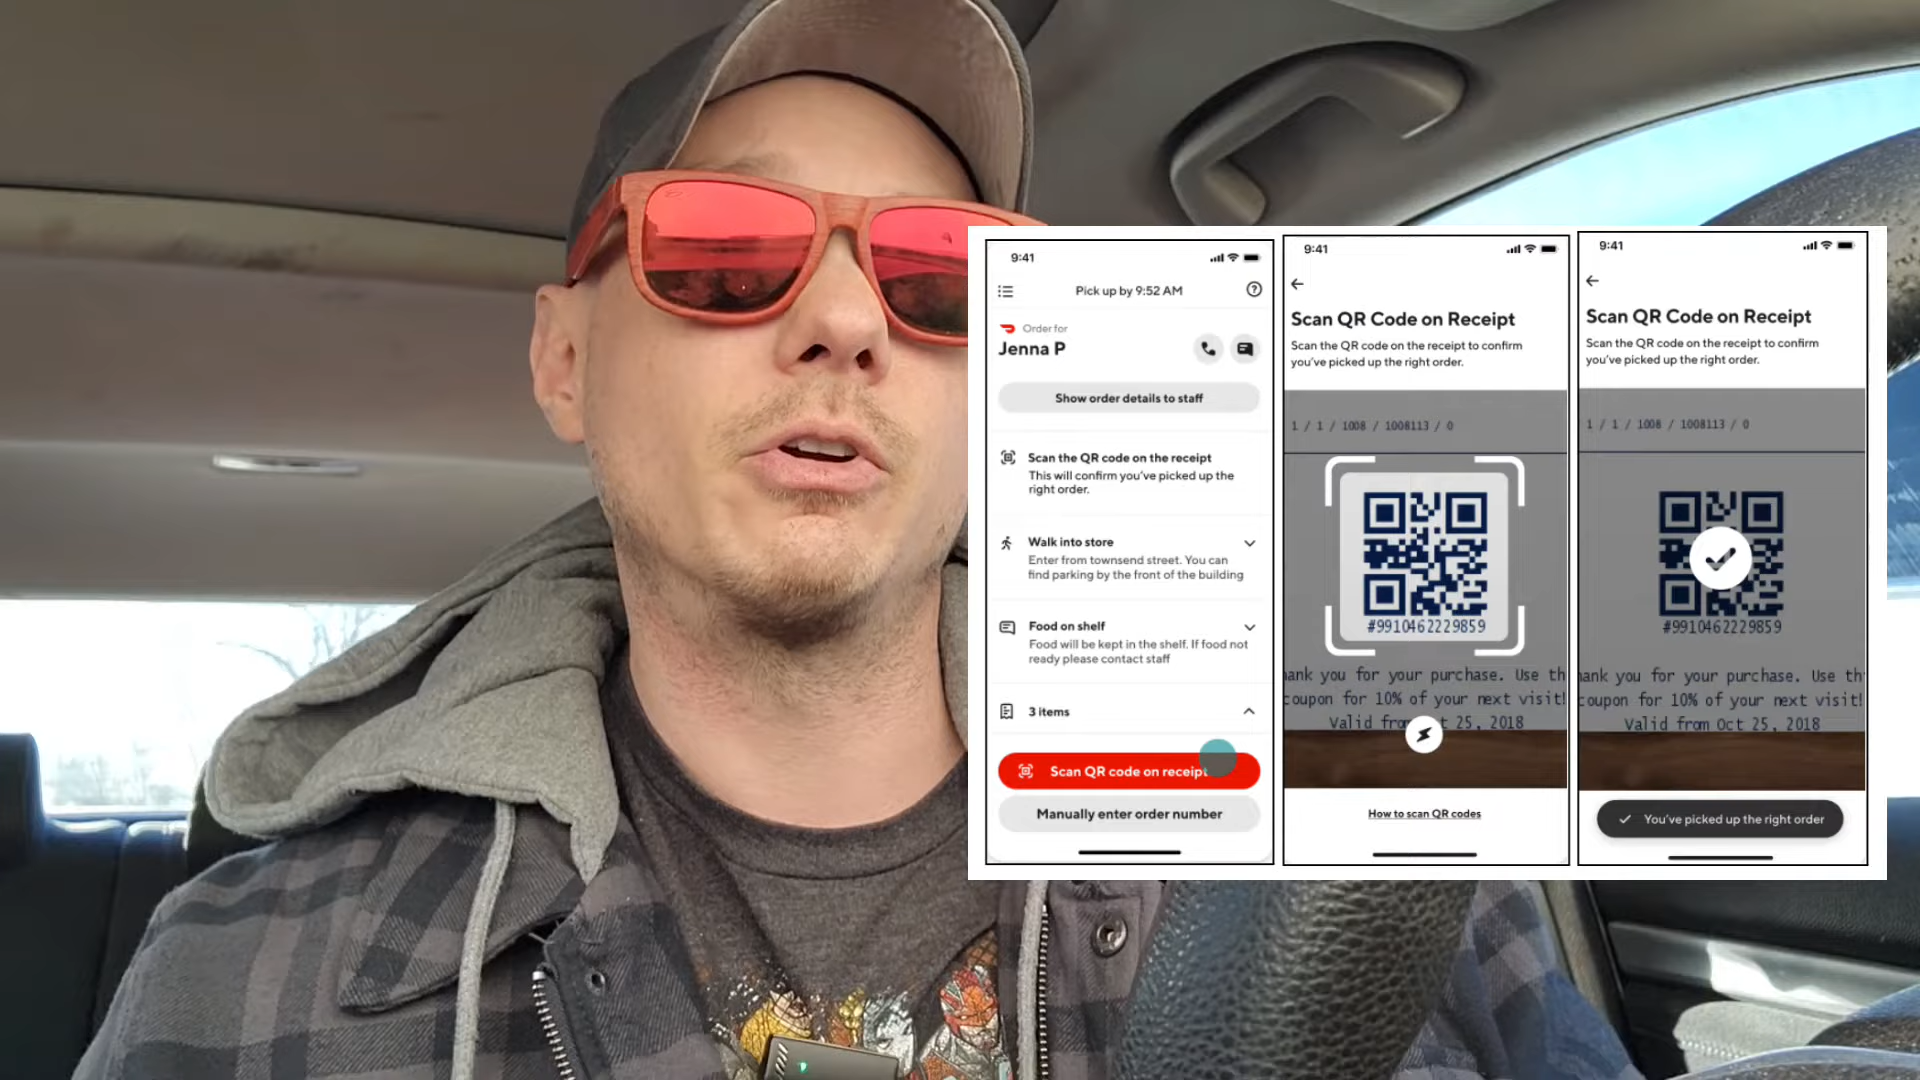 9:41
Pick up by 9:52 AM
Order for
Jenna P
Show order details to staff
Scan the QR code on the receipt
This will confirm you've picked up the
right order.
Walk into store
Enter from townsend street. You can
find parking by the front of the building
Food on shelf
Food will be kept in the shelf. If food not
ready please contact staff
3 items
Scan QR code on receipt
Manually enter order number
9:41
Scan QR Code on Receipt
Scan the QR code on the receipt to confirm
you've picked up the right order.
1 / 1 / 1008 / 1008113 / 0
#9910462229859
you for your purchase. Use
coupon for 10% of your next visit!
Valid 25, 2018
How to scan QR codes
9:41
Scan QR Code on Receipt
Scan the QR code on the receipt to confirm
you've picked up the right order.
1 / 1 / 1008 / 1008113 / 0
#9910462229859
you for your purchase. Use
coupon for 10% of your next visit!
Valid from Oct 25, 2018
You've picked up the right order